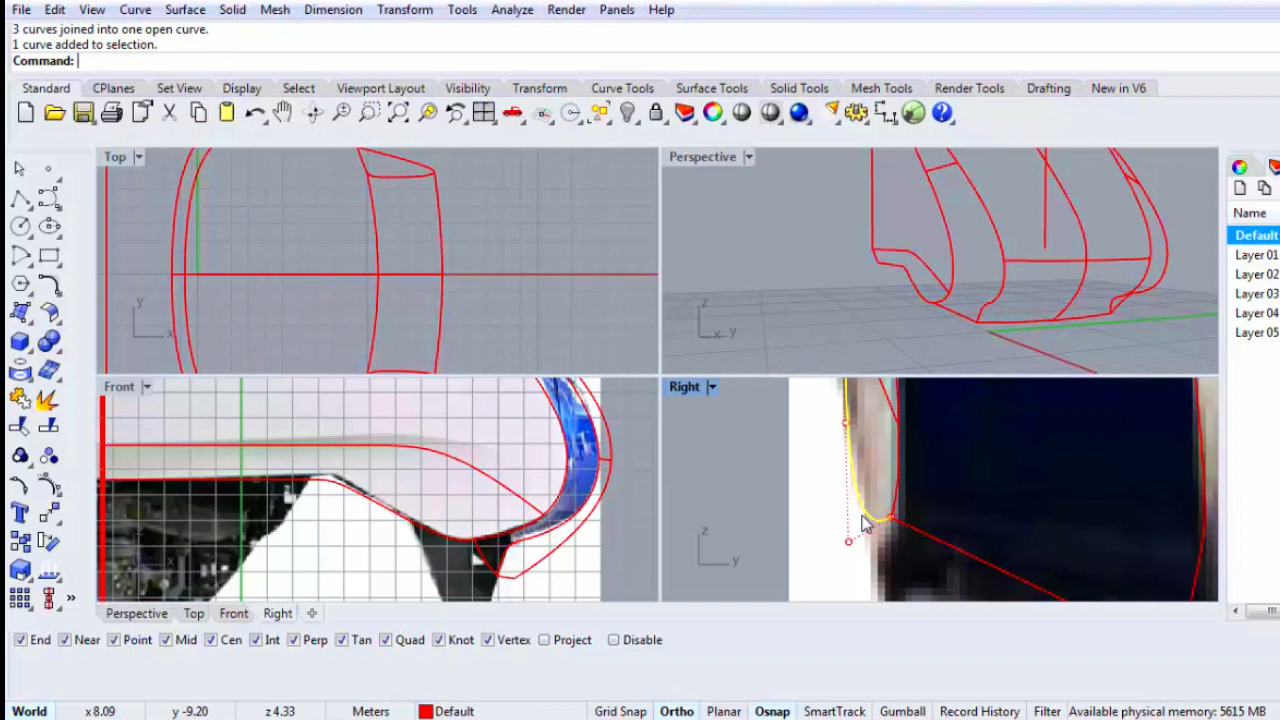 File Edit View Curve Surface Solid Mesh Dimension Transform Tools Analyze Render Panels Help
3 curves joined into one open curve.
1 curve added to selection.
Command:
Standard CPlanes Set View Display Select Viewport Layout Visibility Transform Curve Tools Surface Tools Solid Tools Mesh Tools Render Tools Drafting New in V6
Top
y
x
Perspective
z
x y
Name
Default
Layer 01
Layer 02
Layer 03
Layer 04
Layer 05
Front
z
x
Right
z
y
Perspective Top Front Right
End Near Point Mid Cen Int Perp Tan Quad Knot Vertex Project Disable
World x 8.09 y -9.20 z 4.33 Meters Default Grid Snap Ortho Planar Osnap SmartTrack Gumball Record History Filter Available physical memory: 5615 MB